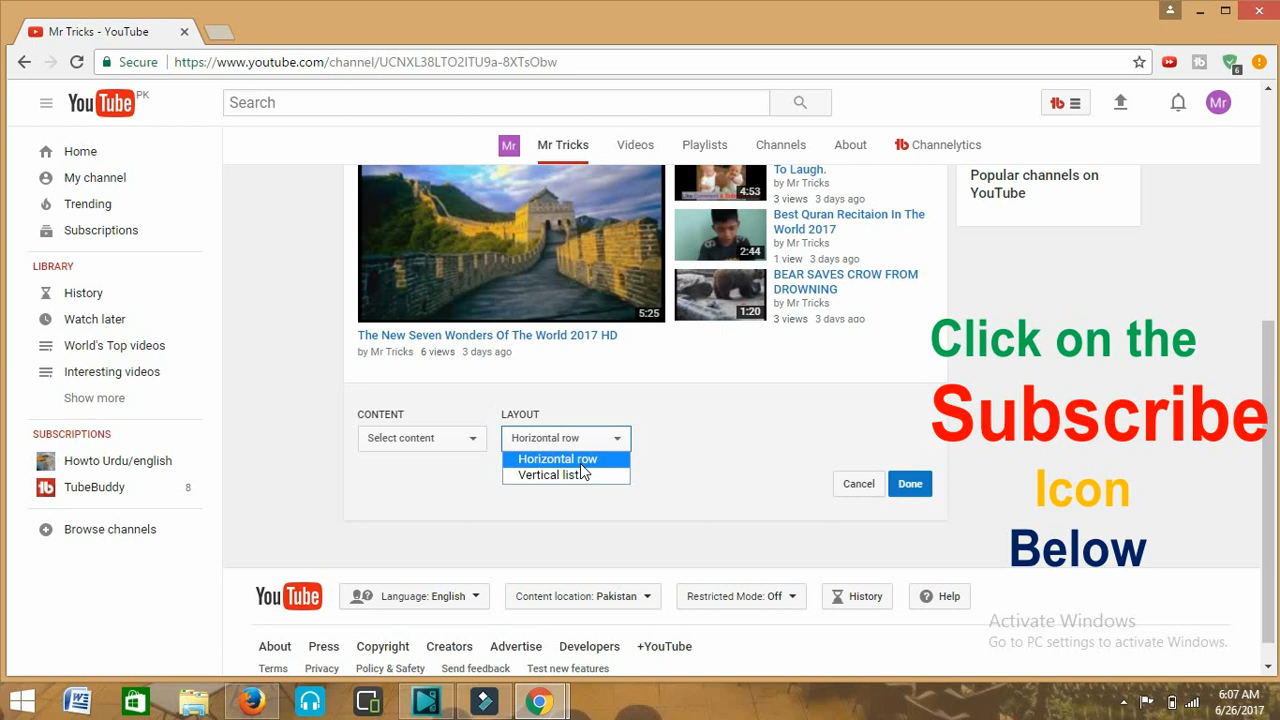 Mr Tricks - YouTube
Secure
https://www.youtube.com/channel/UCNXL38LTO2ITU9a-8XTsObw
6
YouTube PK
Search
tb
Mr
Mr
Mr Tricks
Videos
Playlists
Channels
About
tb Channelytics
Home
My channel
Trending
Subscriptions
LIBRARY
History
Watch later
World's Top videos
Interesting videos
Show more
SUBSCRIPTIONS
Howto Urdu/english
tb TubeBuddy 8
Browse channels
5:25
The New Seven Wonders Of The World 2017 HD
by Mr Tricks 6 views 3 days ago
4:53
To Laugh.
by Mr Tricks
3 views 3 days ago
2:44
Best Quran Recitaion In The
World 2017
by Mr Tricks
1 view 3 days ago
1:20
BEAR SAVES CROW FROM
DROWNING
by Mr Tricks
3 views 3 days ago
Popular channels on
YouTube
CONTENT
Select content
LAYOUT
Horizontal row
Horizontal row
Vertical list
Cancel
Done
Click on the
Subscribe
Icon
Below
YouTube
Language: English
Content location: Pakistan
Restricted Mode: Off
History
Help
About Press Copyright Creators Advertise Developers +YouTube
Terms Privacy Policy & Safety Send feedback Test new features
Activate Windows
Go to PC settings to activate Windows.
6:07 AM
6/26/2017